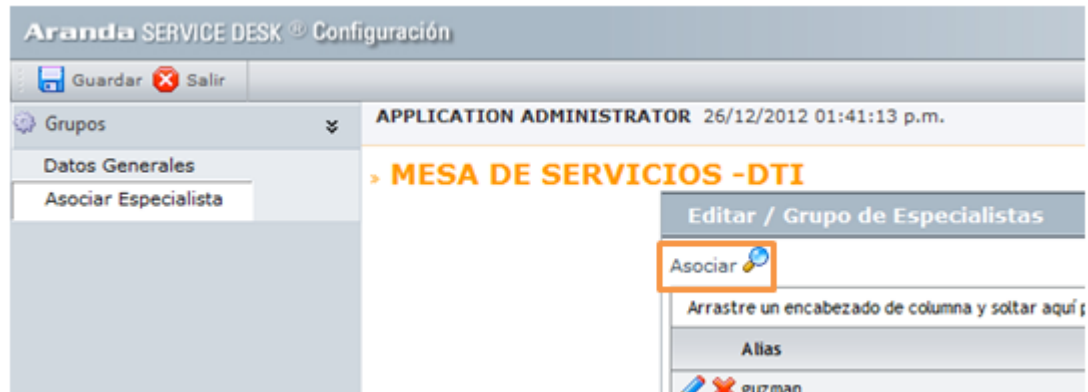 Aranda SERVICE DESK ® Configuración
Guardar Salir
Grupos
APPLICATION ADMINISTRATOR 26/12/2012 01:41:13 p.m.
Datos Generales
Asociar Especialista
» MESA DE SERVICIOS -DTI
Editar / Grupo de Especialistas
Asociar
Arrastre un encabezado de columna y soltar aquí p
Alias
guzman